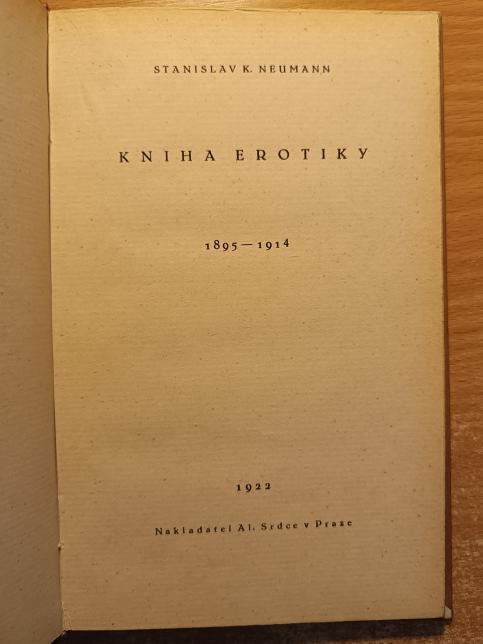 STANISLAV K. NEUMANN
KNIHA EROTIKY
1895—1914
1922
Nakladatel Al. Srdce v Praze